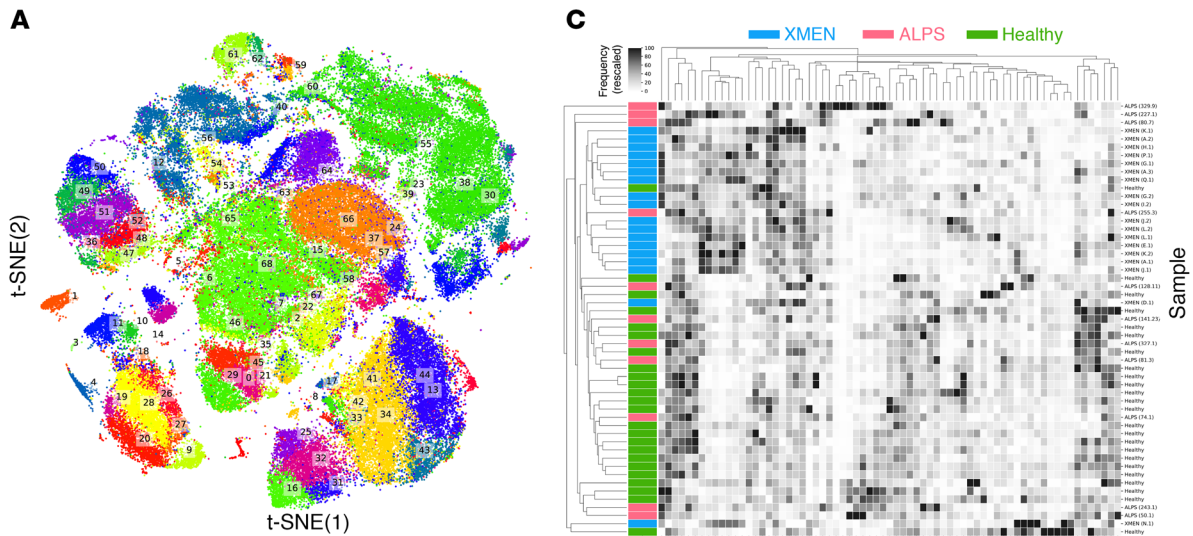 A
t-SNE(2)
t-SNE(1)
61
62
59
60
40
56
55
12
54
53
50
49
51
52
36
48
47
63
64
23
39
38
30
65
66
24
37
15
57
5
6
68
58
67
7
22
2
46
1
11
10
14
3
18
35
45
29
0
21
4
19
28
26
27
20
9
17
8
41
42
33
34
44
13
43
25
32
31
16
C
XMEN
ALPS
Healthy
Frequency
(rescaled)
100
80
60
40
20
0
Sample
ALPS (329.9)
ALPS (227.1)
ALPS (80.7)
XMEN (K.1)
XMEN (A.2)
XMEN (H.1)
XMEN (P.1)
XMEN (G.1)
XMEN (A.3)
XMEN (Q.1)
Healthy
XMEN (G.2)
XMEN (I.2)
ALPS (255.3)
XMEN (J.2)
XMEN (L.2)
XMEN (L.1)
XMEN (E.1)
XMEN (K.2)
XMEN (A.1)
XMEN (J.1)
Healthy
ALPS (128.11)
Healthy
XMEN (D.1)
Healthy
ALPS (141.23)
Healthy
Healthy
ALPS (327.1)
Healthy
ALPS (81.3)
Healthy
Healthy
Healthy
Healthy
Healthy
Healthy
ALPS (74.1)
Healthy
Healthy
Healthy
Healthy
Healthy
Healthy
Healthy
Healthy
Healthy
Healthy
ALPS (243.1)
ALPS (50.1)
XMEN (N.1)
Healthy